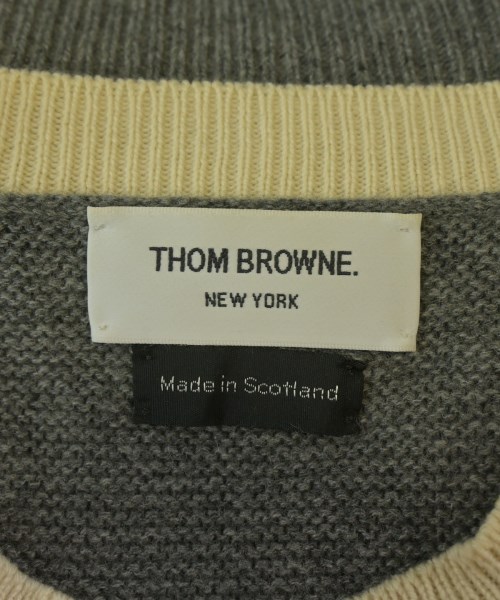 THOM BROWNE.
NEW YORK
Made in Scotland